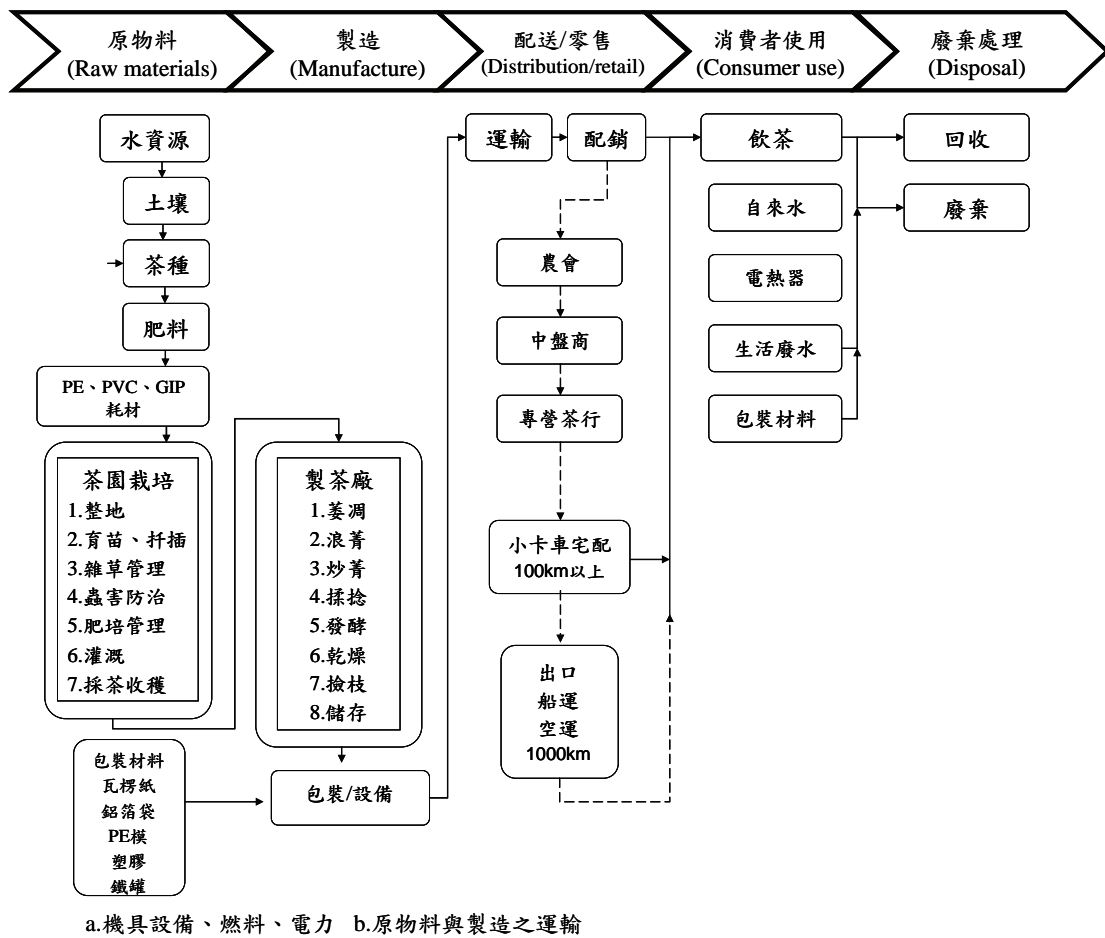 原物料
(Raw materials)
製造
(Manufacture)
配送/零售
(Distribution/retail)
消費者使用
(Consumer use)
廢棄處理
(Disposal)
水資源
土壤
茶種
肥料
PE、PVC、GIP
耗材
茶園栽培
1.整地
2.育苗、扦插
3.雜草管理
4.蟲害防治
5.肥培管理
6.灌溉
7.採茶收穫
包裝材料
瓦楞紙
鋁箔袋
PE模
塑膠
鐵罐
製茶廠
1.萎凋
2.浪菁
3.炒菁
4.揉捻
5.發酵
6.乾燥
7.撿枝
8.儲存
包裝/設備
運輸
配銷
農會
中盤商
專營茶行
小卡車宅配
100km以上
出口
船運
空運
1000km
飲茶
自來水
電熱器
生活廢水
包裝材料
回收
廢棄
a.機具設備、燃料、電力 b.原物料與製造之運輸